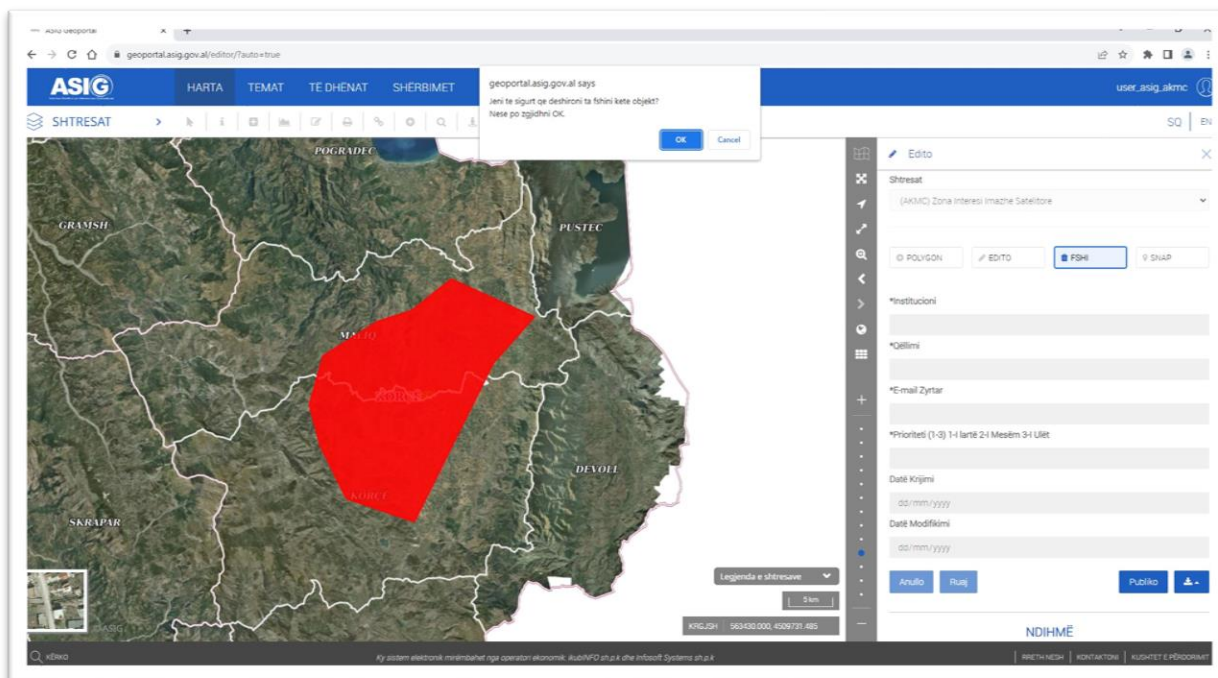 ASIG Geoportal
geoportal.asig.gov.al/editor/?auto=true
ASIG
HARTA
TEMAT
TË DHËNAT
SHËRBIMET
user_asig_akmc
geoportal.asig.gov.al says
Jeni te sigurt qe deshironi ta fshini kete objekt?
Nese po zgjidhni OK.
OK
Cancel
SHTRESAT
SQ
EN
POGRADEC
GRAMSH
PUSTEC
MALIQ
KORÇË
KORÇË
DEVOLL
SKRAPAR
Legjenda e shtresave
5 km
KRGJSH
563430.000, 4509731.485
Edito
Shtresat
(AKMC) Zona Interesi Imazhe Satelitore
POLYGON
EDITO
FSHI
SNAP
*Institucioni
*Qëllimi
*E-mail Zyrtar
*Prioriteti (1-3) 1-I lartë 2-I Mesëm 3-I Ulët
Datë Krijimi
dd/mm/yyyy
Datë Modifikimi
dd/mm/yyyy
Anullo
Ruaj
Publiko
NDIHMË
KËRKO
Ky sistem elektronik mirëmbahet nga operatori ekonomik. ikubINFO sh.p.k dhe Infosoft Systems sh.p.k
RRETH NESH
KONTAKTONI
KUSHTET E PËRDORIMIT